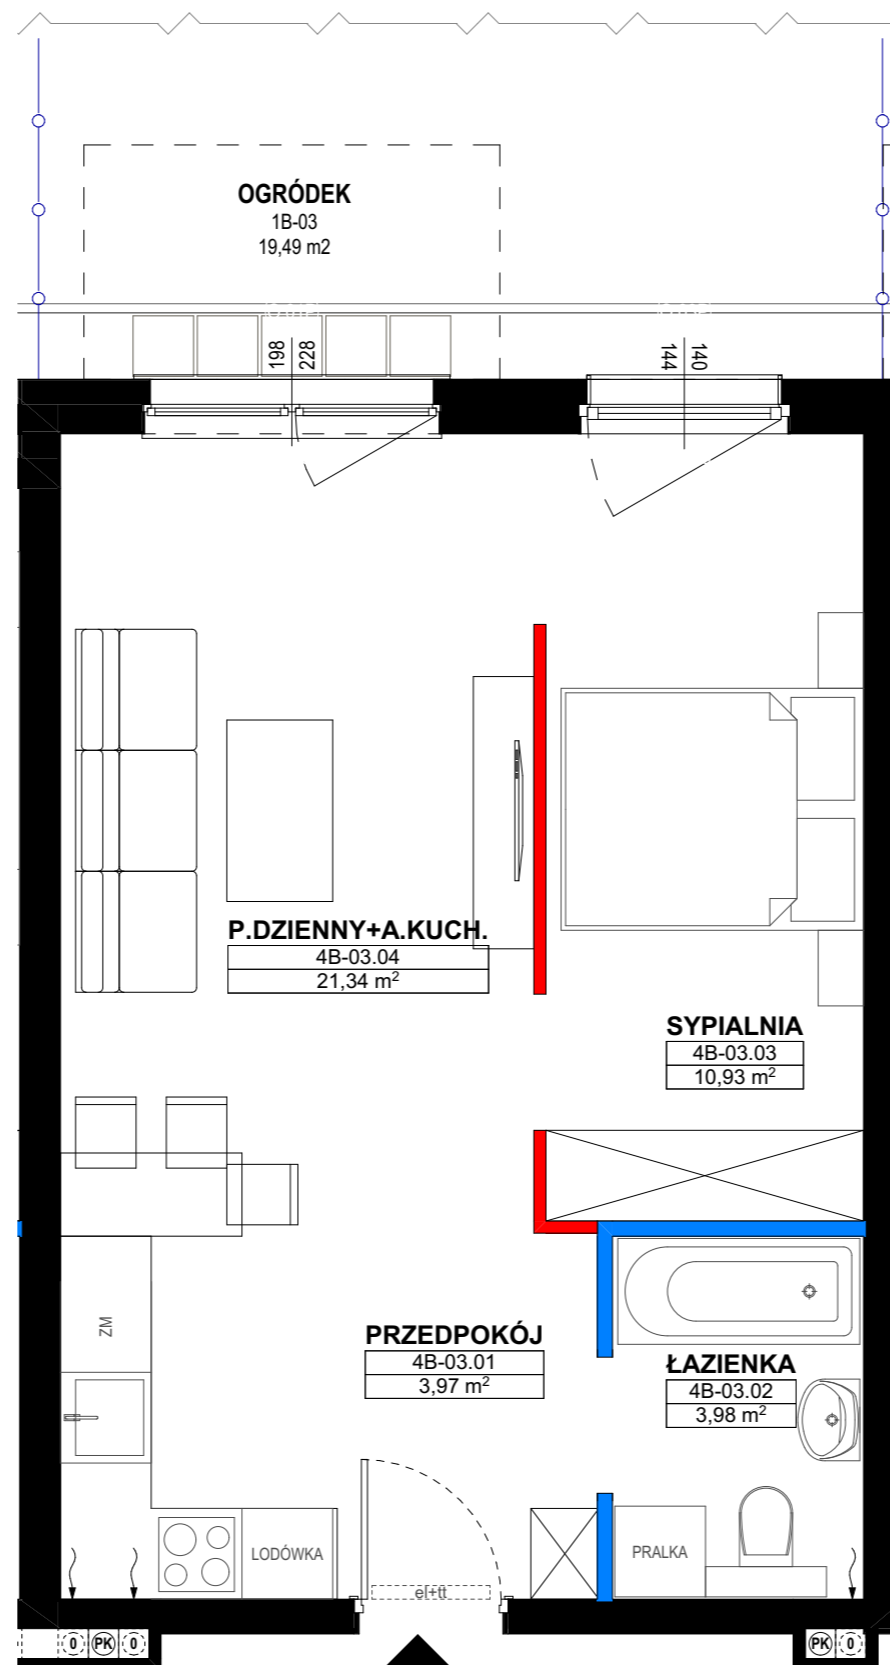 OGRÓDEK
1B-03
19,49 m2
198
228
144
140
P.DZIENNY+A.KUCH.
4B-03.04
21,34 m²
SYPIALNIA
4B-03.03
10,93 m²
ZM
PRZEDPOKÓJ
4B-03.01
3,97 m²
ŁAZIENKA
4B-03.02
3,98 m²
LODÓWKA
PRALKA
el+tt
0 PK 0
PK 0